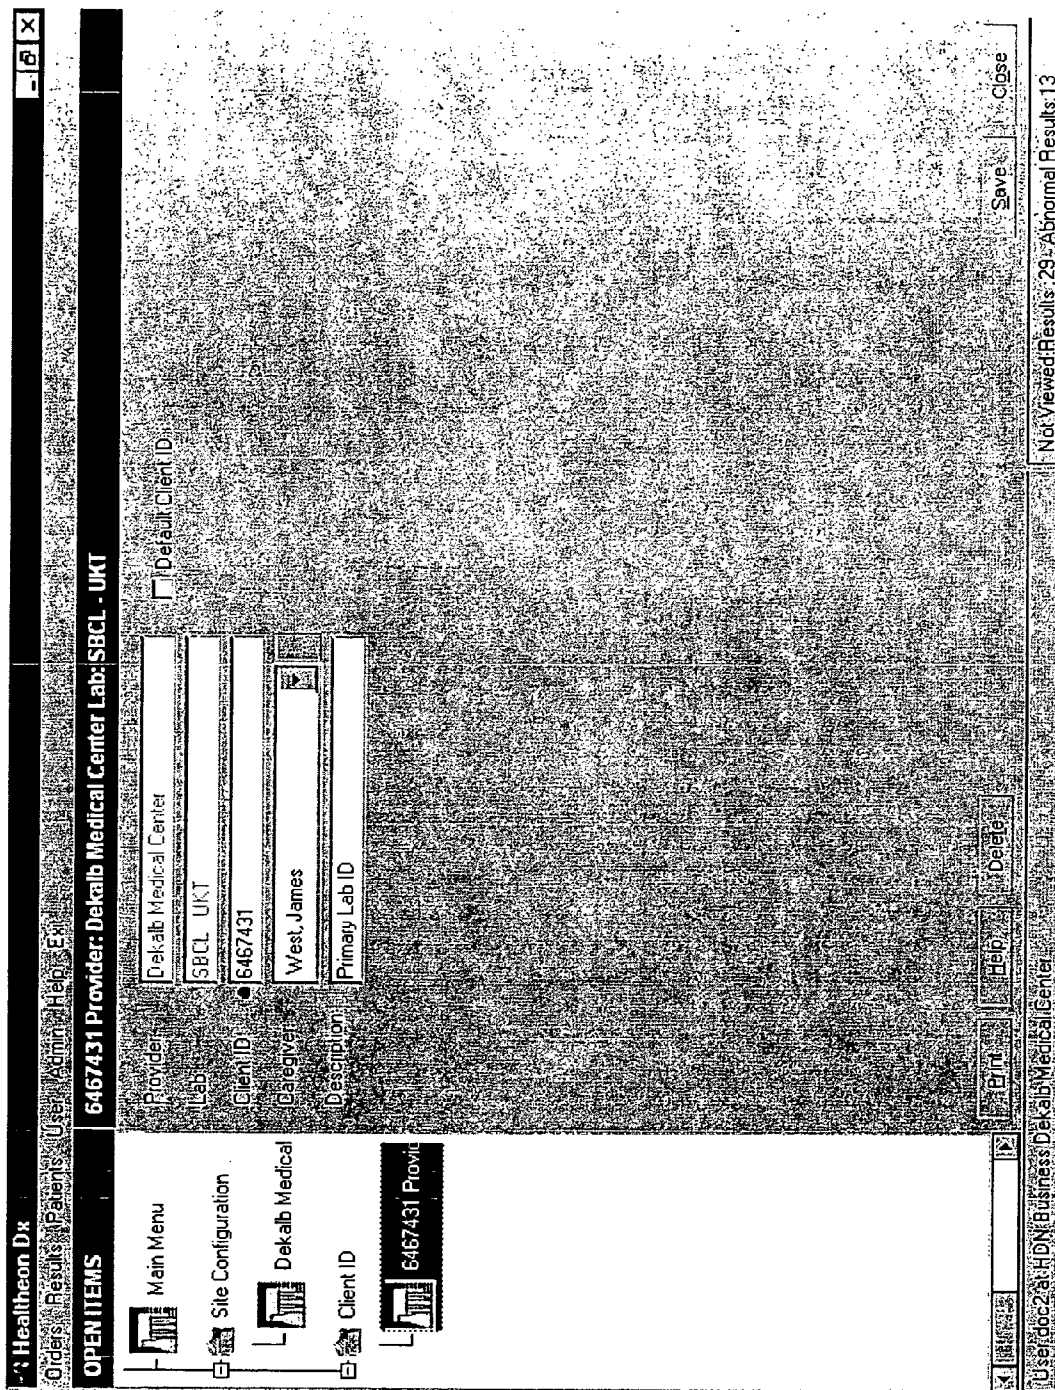 Healtheon Dx
Orders Results Patients User Admin Help Exit
OPEN ITEMS
Main Menu
Site Configuration
Dekalb Medical
Client ID
6467431 Provid
6467431 Provider: Dekalb Medical Center Lab: SBCL - UKT
Provider Dekalb Medical Center Default Client ID
Lab SBCL UKT
Client ID 6467431
Caregiver West, James
Description Primary Lab ID
Print Help Delete Save Close
User: doc2 at HDN Business Dekalb Medical Center Not Viewed Results: 29 - Abnormal Results: 13